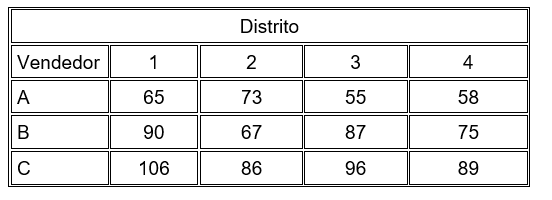 Distrito
Vendedor 1 2 3 4
A 65 73 55 58
B 90 67 87 75
C 106 86 96 89